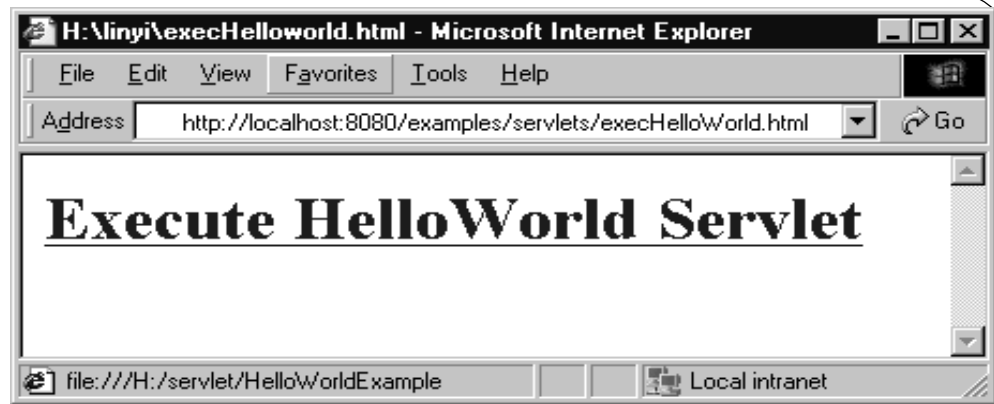 H:\linyi\execHelloworld.html - Microsoft Internet Explorer
File Edit View Favorites Tools Help
Address http://localhost:8080/examples/servlets/execHelloWorld.html Go
Execute HelloWorld Servlet
file:///H:/servlet/HelloWorldExample Local intranet